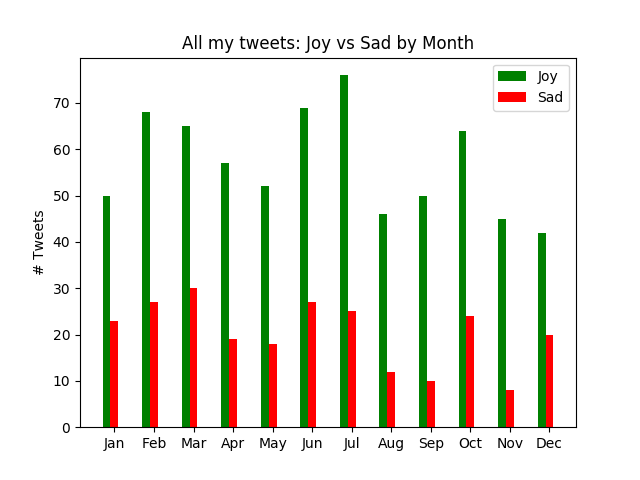 All my tweets: Joy vs Sad by Month
Joy
Sad
# Tweets
70
60
50
40
30
20
10
0
Jan Feb Mar Apr May Jun Jul Aug Sep Oct Nov Dec